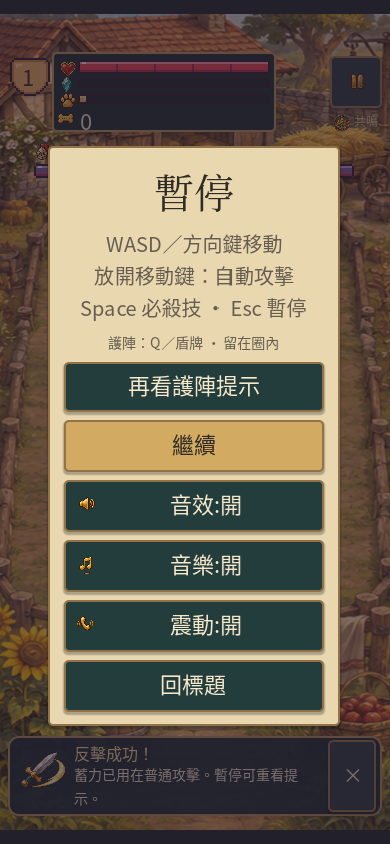 1
0
共鳴
暫停
WASD／方向鍵移動
放開移動鍵：自動攻擊
Space 必殺技 · Esc 暫停
護陣：Q／盾牌 · 留在圈內
再看護陣提示
繼續
音效:開
音樂:開
震動:開
回標題
反擊成功！
蓄力已用在普通攻擊。暫停可重看提
示。
×